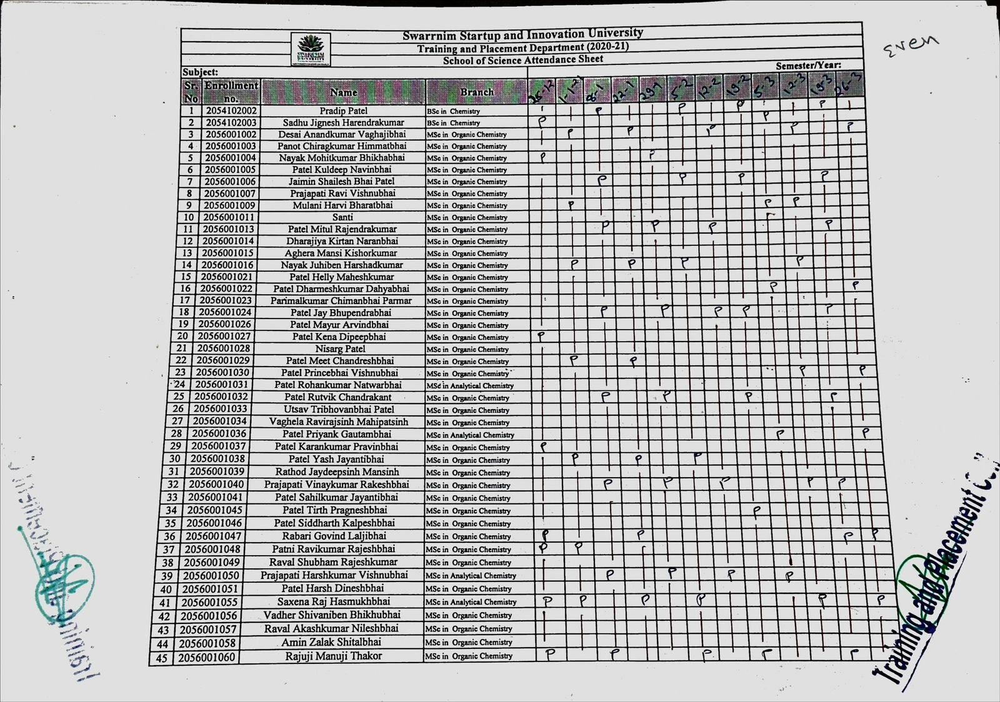 Swarrnim Startup and Innovation University
Training and Placement Department (2020-21)
School of Science Attendance Sheet
Even
SWARRNIM
UNIVERSITY
Subject: Semester/Year:
Sr. No Enrollment no. Name Branch 25-12 1-1-21 8-1 22-1 29-1 5-2 12-2 19-2 5-3 12-3 19-3 26-3
1 2054102002 Pradip Patel BSc in Chemistry P P P P
2 2054102003 Sadhu Jignesh Harendrakumar BSc in Chemistry P P
3 2056001002 Desai Anandkumar Vaghajibhai MSc in Organic Chemistry P P P P P
4 2056001003 Panot Chiragkumar Himmatbhai MSc in Organic Chemistry
5 2056001004 Nayak Mohitkumar Bhikhabhai MSc in Organic Chemistry P P
6 2056001005 Patel Kuldeep Navinbhai MSc in Organic Chemistry
7 2056001006 Jaimin Shailesh Bhai Patel MSc in Organic Chemistry P P P P
8 2056001007 Prajapati Ravi Vishnubhai MSc in Organic Chemistry
9 2056001009 Mulani Harvi Bharatbhai MSc in Organic Chemistry P P P
10 2056001011 Santi MSc in Organic Chemistry
11 2056001013 Patel Mitul Rajendrakumar MSc in Organic Chemistry P P P P
12 2056001014 Dharajiya Kirtan Naranbhai MSc in Organic Chemistry
13 2056001015 Aghera Mansi Kishorkumar MSc in Organic Chemistry
14 2056001016 Nayak Juhiben Harshadkumar MSc in Organic Chemistry P P P P
15 2056001021 Patel Helly Maheshkumar MSc in Organic Chemistry
16 2056001022 Patel Dharmeshkumar Dahyabhai MSc in Organic Chemistry P P
17 2056001023 Parimalkumar Chimanbhai Parmar MSc in Organic Chemistry
18 2056001024 Patel Jay Bhupendrabhai MSc in Organic Chemistry P P P P P
19 2056001026 Patel Mayur Arvindbhai MSc in Organic Chemistry
20 2056001027 Patel Kena Dipeepbhai MSc in Organic Chemistry P
21 2056001028 Nisarg Patel MSc in Organic Chemistry
22 2056001029 Patel Meet Chandreshbhai MSc in Organic Chemistry P P
23 2056001030 Patel Princebhai Vishnubhai MSc in Organic Chemistry P P
24 2056001031 Patel Rohankumar Natwarbhai MSc in Analytical Chemistry
25 2056001032 Patel Rutvik Chandrakant MSc in Organic Chemistry P P P P
26 2056001033 Utsav Tribhovanbhai Patel MSc in Organic Chemistry
27 2056001034 Vaghela Ravirajsinh Mahipatsinh MSc in Organic Chemistry
28 2056001036 Patel Priyank Gautambhai MSc in Analytical Chemistry P P
29 2056001037 Patel Karankumar Pravinbhai MSc in Organic Chemistry P
30 2056001038 Patel Yash Jayantibhai MSc in Organic Chemistry P P P
31 2056001039 Rathod Jaydeepsinh Mansinh MSc in Organic Chemistry
32 2056001040 Prajapati Vinaykumar Rakeshbhai MSc in Organic Chemistry P P P P P
33 2056001041 Patel Sahilkumar Jayantibhai MSc in Organic Chemistry
34 2056001045 Patel Tirth Pragneshbhai MSc in Organic Chemistry P
35 2056001046 Patel Siddharth Kalpeshbhai MSc in Organic Chemistry
36 2056001047 Rabari Govind Laljibhai MSc in Organic Chemistry P P P P
37 2056001048 Patni Ravikumar Rajeshbhai MSc in Organic Chemistry P P
38 2056001049 Raval Shubham Rajeshkumar MSc in Organic Chemistry
39 2056001050 Prajapati Harshkumar Vishnubhai MSc in Analytical Chemistry P P P P
40 2056001051 Patel Harsh Dineshbhai MSc in Organic Chemistry
41 2056001055 Saxena Raj Hasmukhbhai MSc in Analytical Chemistry P P P P P P
42 2056001056 Vadher Shivaniben Bhikhubhai MSc in Organic Chemistry
43 2056001057 Raval Akashkumar Nileshbhai MSc in Organic Chemistry
44 2056001058 Amin Zalak Shitalbhai MSc in Organic Chemistry
45 2056001060 Rajuji Manuji Thakor MSc in Organic Chemistry P P P P P
Training and Placement